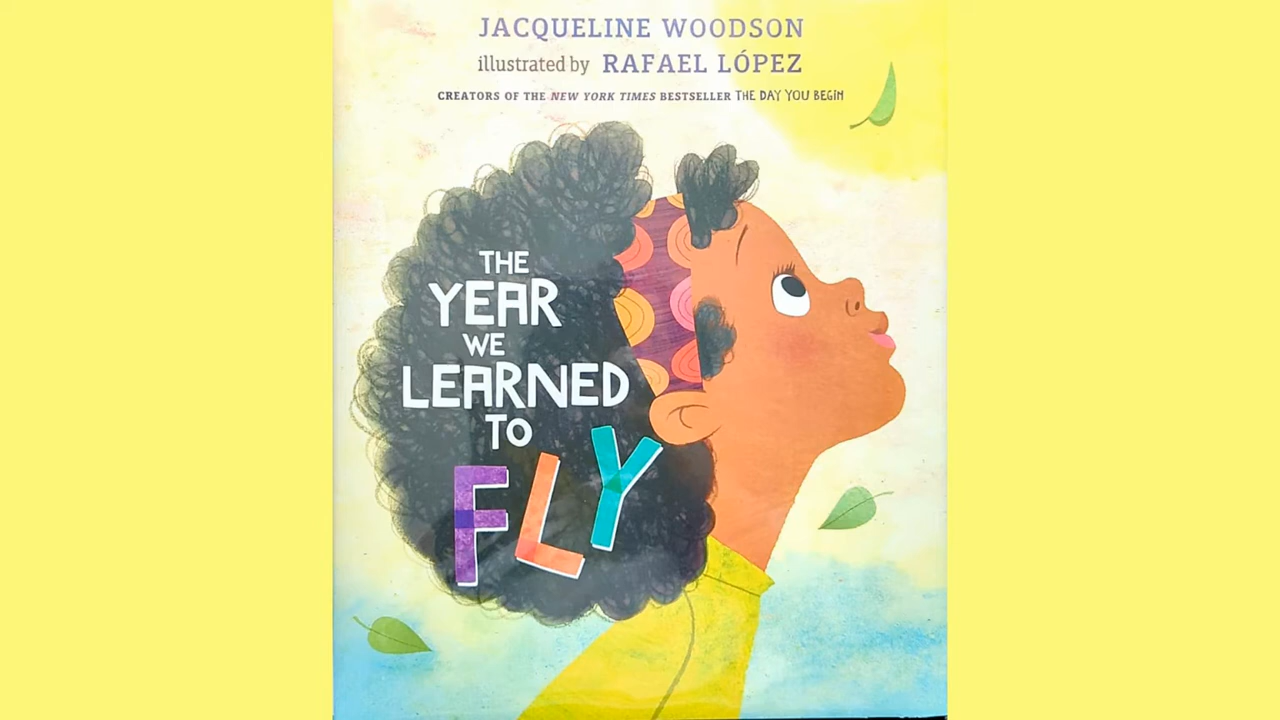 JACQUELINE WOODSON
illustrated by RAFAEL LÓPEZ
CREATORS OF THE NEW YORK TIMES BESTSELLER THE DAY YOU BEGIN
THE
YEAR
WE
LEARNED
TO
FLY